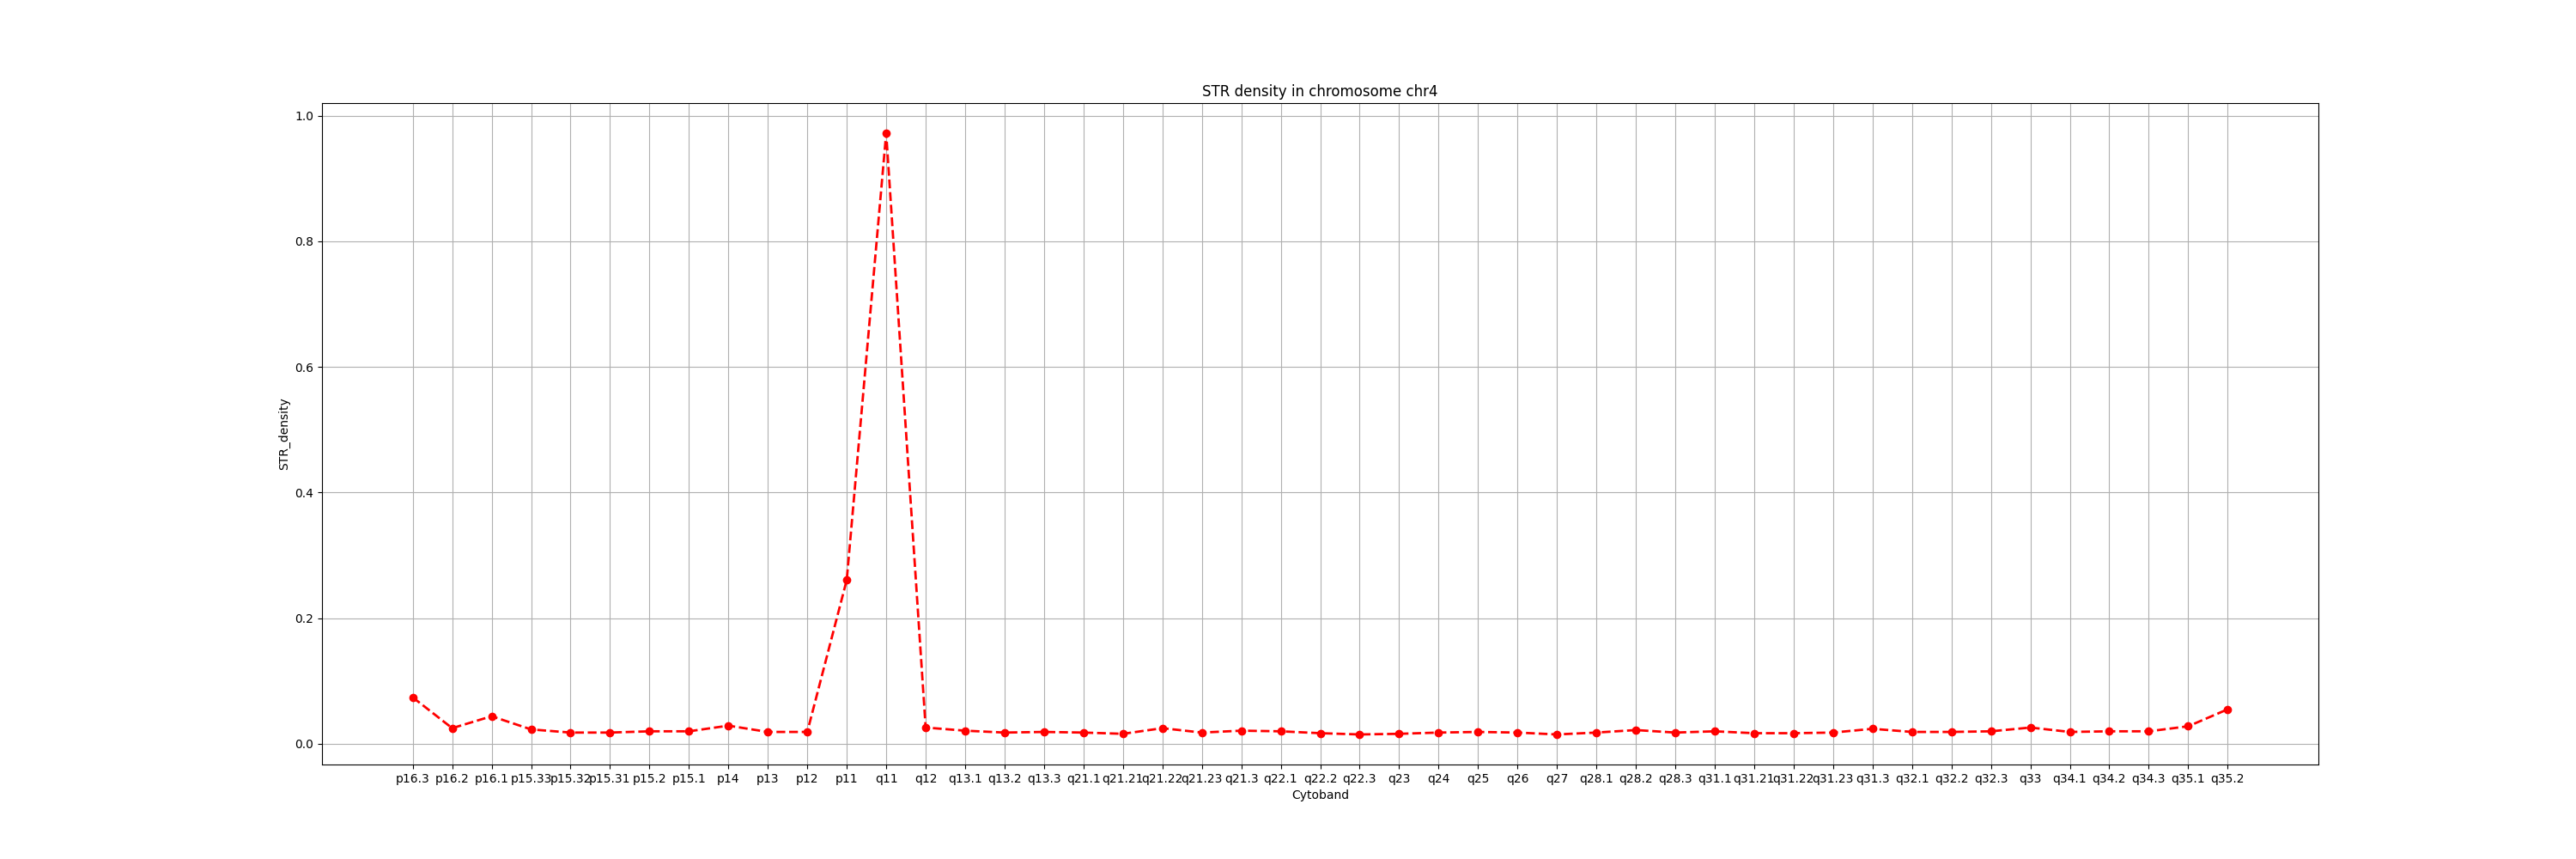 STR density in chromosome chr4
1.0
0.8
0.6
0.4
0.2
0.0
STR_density
p16.3 p16.2 p16.1 p15.33 p15.32 p15.31 p15.2 p15.1 p14 p13 p12 p11 q11 q12 q13.1 q13.2 q13.3 q21.1 q21.21 q21.22 q21.23 q21.3 q22.1 q22.2 q22.3 q23 q24 q25 q26 q27 q28.1 q28.2 q28.3 q31.1 q31.21 q31.22 q31.23 q31.3 q32.1 q32.2 q32.3 q33 q34.1 q34.2 q34.3 q35.1 q35.2
Cytoband